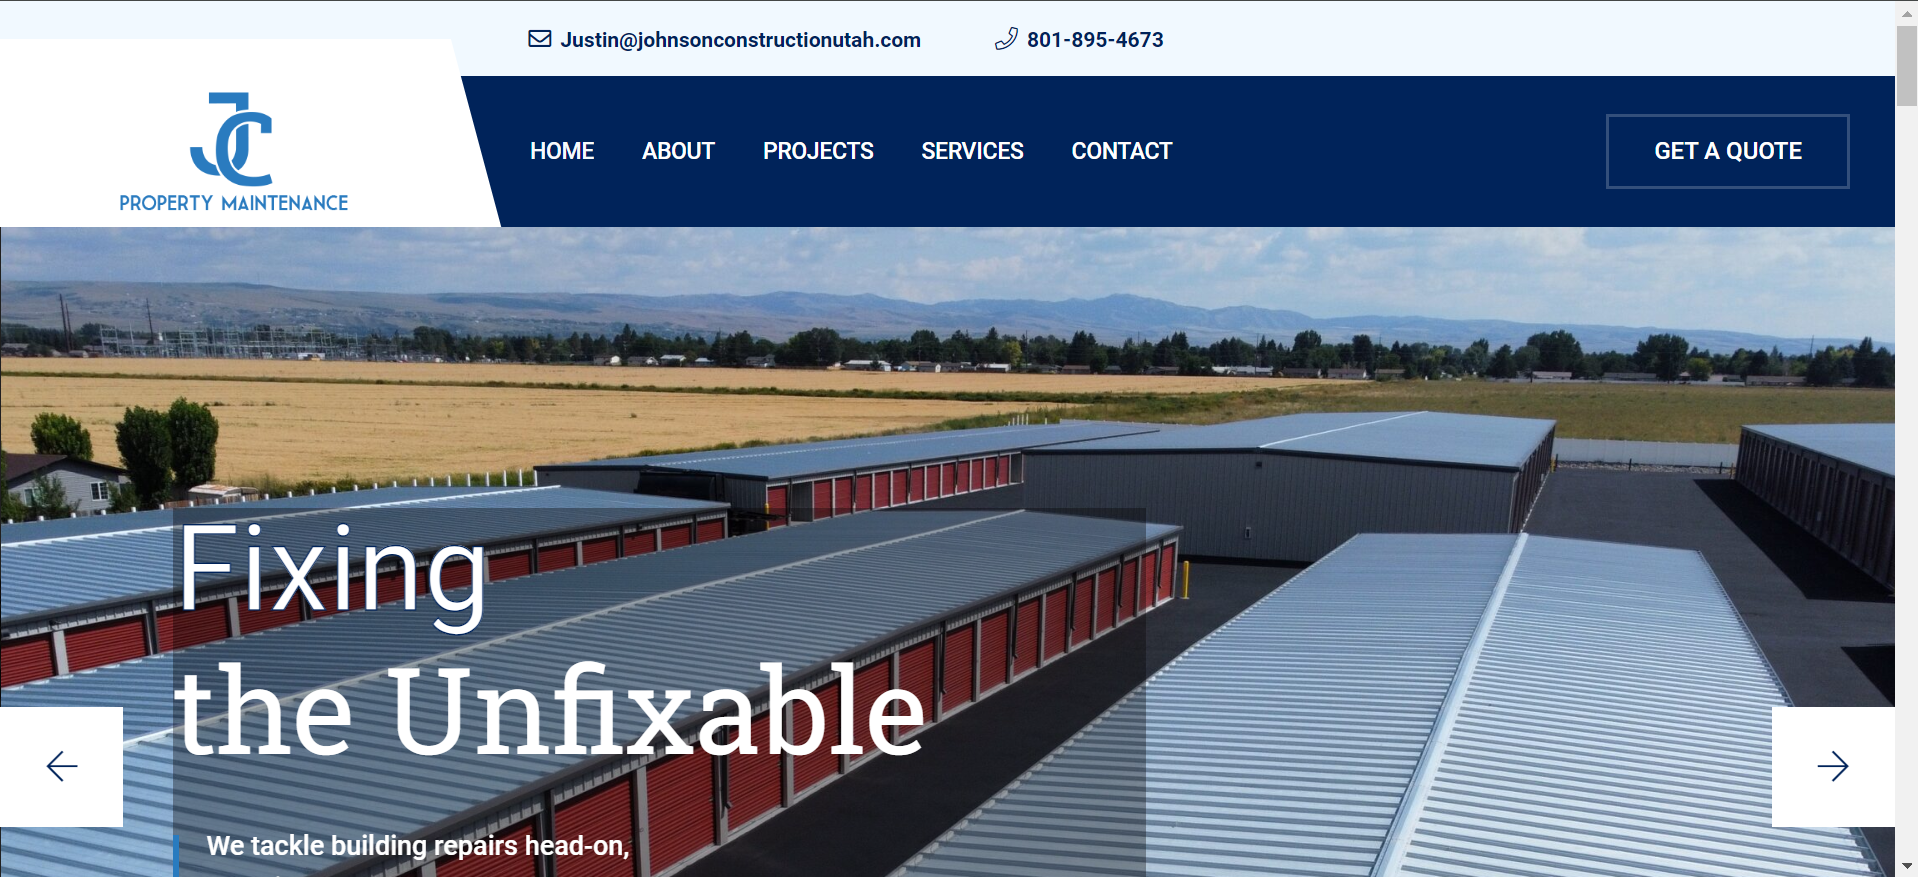 Justin@johnsonconstructionutah.com
801-895-4673
JC
PROPERTY MAINTENANCE
HOME
ABOUT
PROJECTS
SERVICES
CONTACT
GET A QUOTE
Fixing
the Unfixable
We tackle building repairs head-on,